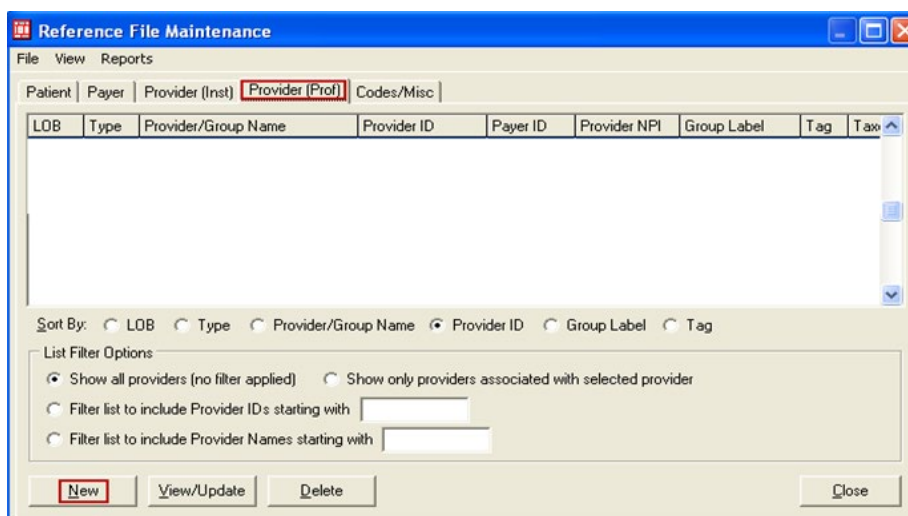 Reference File Maintenance
File View Reports
Patient Payer Provider (Inst) Provider (Prof) Codes/Misc
LOB Type Provider/Group Name Provider ID Payer ID Provider NPI Group Label Tag Taxo
Sort By: LOB Type Provider/Group Name Provider ID Group Label Tag
List Filter Options
Show all providers (no filter applied) Show only providers associated with selected provider
Filter list to include Provider IDs starting with
Filter list to include Provider Names starting with
New View/Update Delete Close